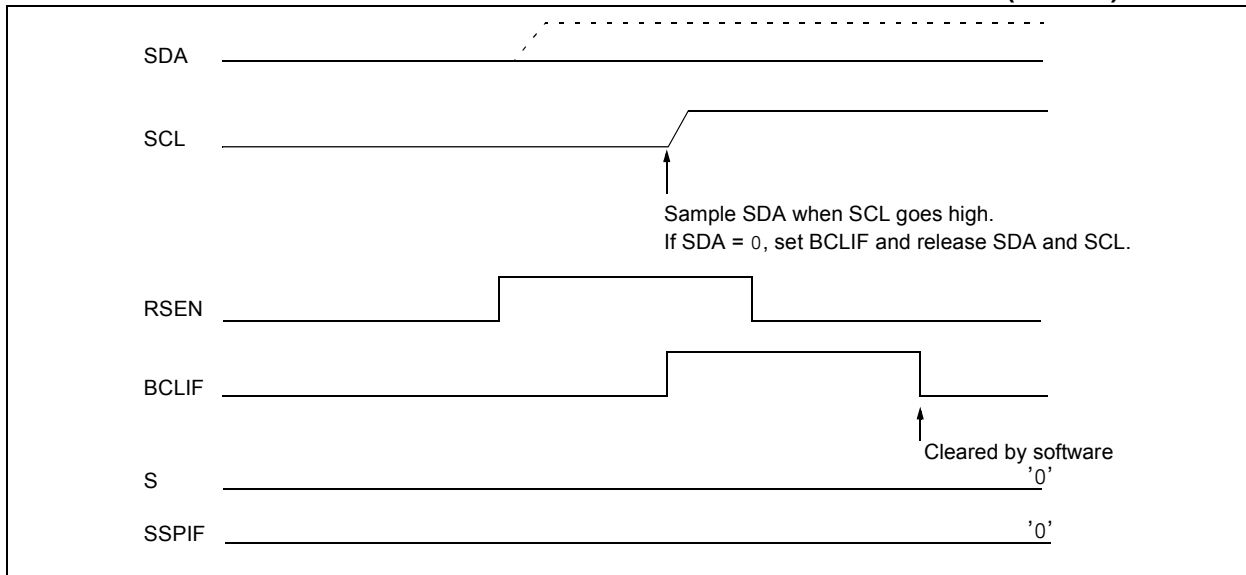 SDA
SCL
Sample SDA when SCL goes high.
If SDA = 0, set BCLIF and release SDA and SCL.
RSEN
BCLIF
Cleared by software
S
'0'
SSPIF
'0'